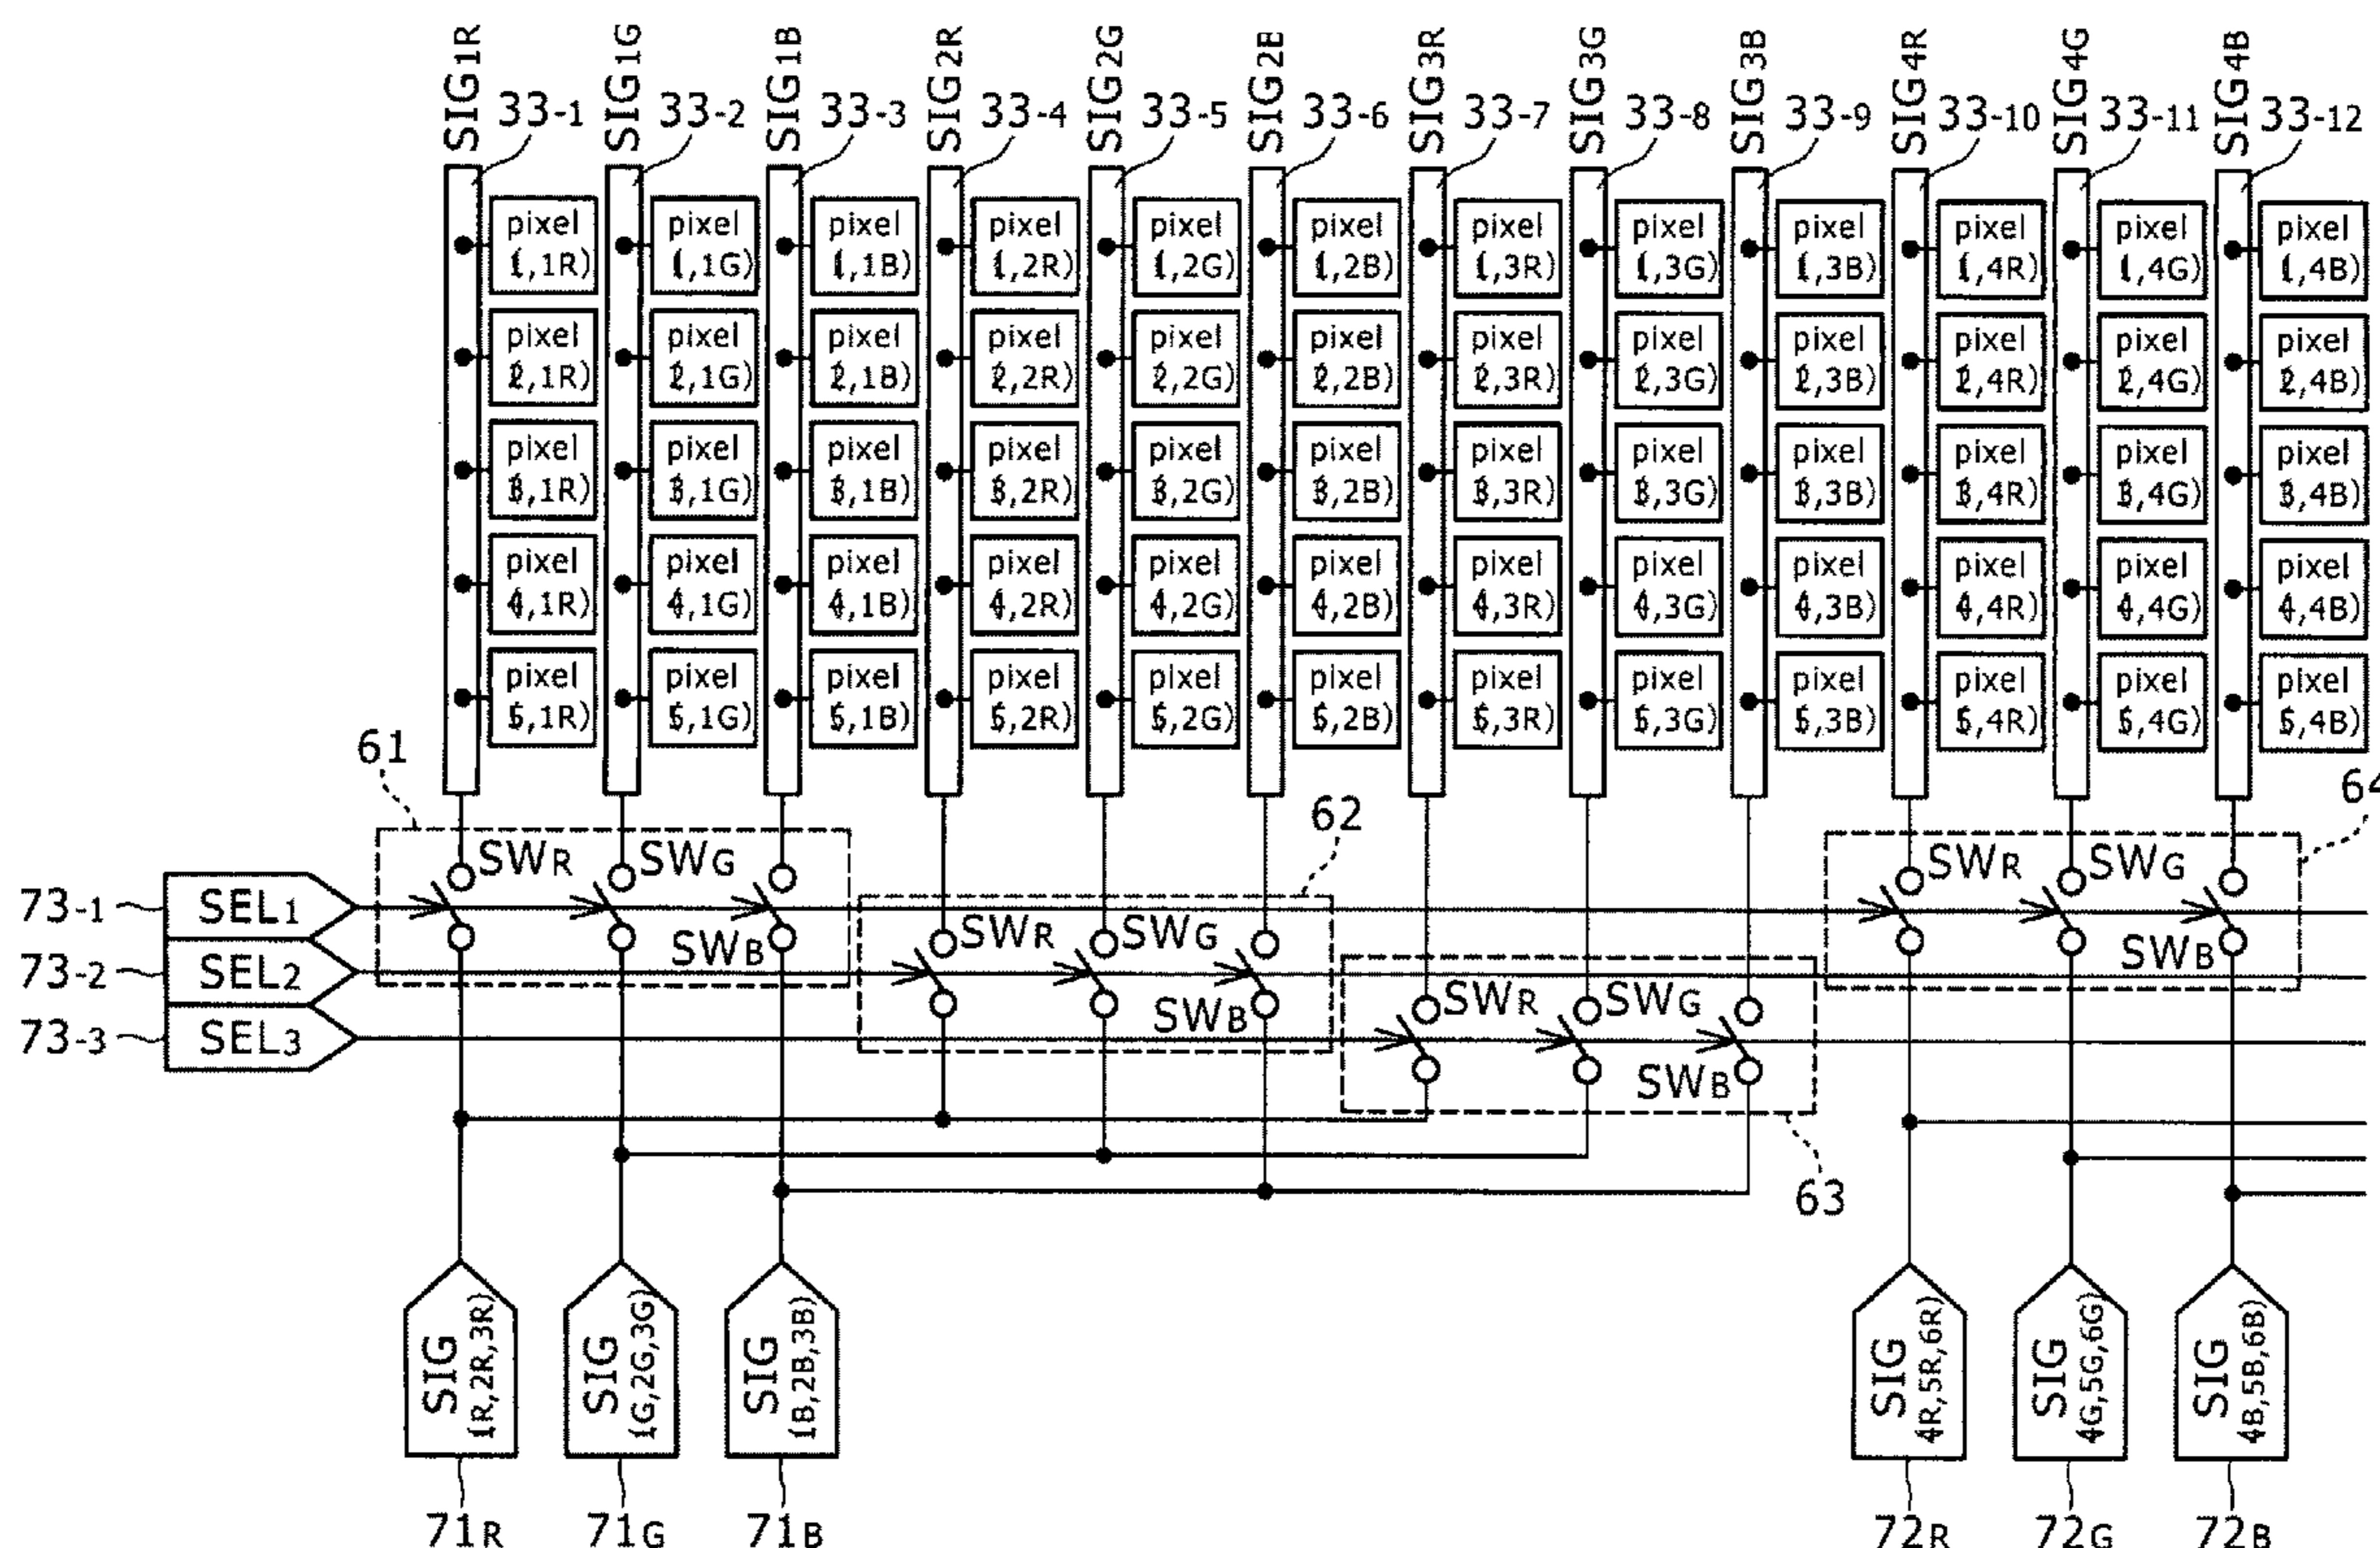 SIG1R SIG1G SIG1B SIG2R SIG2G SIG2B SIG3R SIG3G SIG3B SIG4R SIG4G SIG4B
33-1 33-2 33-3 33-4 33-5 33-6 33-7 33-8 33-9 33-10 33-11 33-12
pixel pixel pixel pixel pixel pixel pixel pixel pixel pixel pixel pixel
(1,1R) (1,1G) (1,1B) (1,2R) (1,2G) (1,2B) (1,3R) (1,3G) (1,3B) (1,4R) (1,4G) (1,4B)
pixel pixel pixel pixel pixel pixel pixel pixel pixel pixel pixel pixel
(2,1R) (2,1G) (2,1B) (2,2R) (2,2G) (2,2B) (2,3R) (2,3G) (2,3B) (2,4R) (2,4G) (2,4B)
pixel pixel pixel pixel pixel pixel pixel pixel pixel pixel pixel pixel
(3,1R) (3,1G) (3,1B) (3,2R) (3,2G) (3,2B) (3,3R) (3,3G) (3,3B) (3,4R) (3,4G) (3,4B)
pixel pixel pixel pixel pixel pixel pixel pixel pixel pixel pixel pixel
(4,1R) (4,1G) (4,1B) (4,2R) (4,2G) (4,2B) (4,3R) (4,3G) (4,3B) (4,4R) (4,4G) (4,4B)
pixel pixel pixel pixel pixel pixel pixel pixel pixel pixel pixel pixel
(5,1R) (5,1G) (5,1B) (5,2R) (5,2G) (5,2B) (5,3R) (5,3G) (5,3B) (5,4R) (5,4G) (5,4B)
61 62 64
SWR SWG SWR SWG
73-1 SEL1
SWR SWG
SWB SWB
73-2 SEL2
SWR SWG
SWB
73-3 SEL3
SWB
63
SIG SIG SIG SIG SIG SIG
(1R,2R,3R) (1G,2G,3G) (1B,2B,3B) (4R,5R,6R) (4G,5G,6G) (4B,5B,6B)
71R 71G 71B 72R 72G 72B